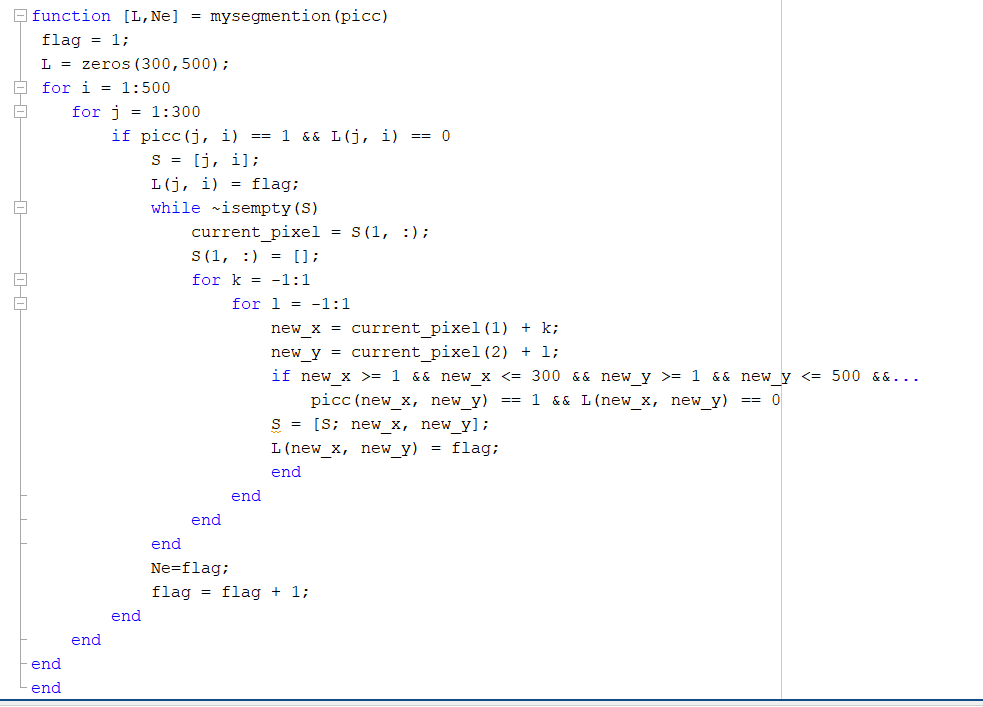 function [L,Ne] = mysegmention(picc)
flag = 1;
L = zeros(300,500);
for i = 1:500
for j = 1:300
if picc(j, i) == 1 && L(j, i) == 0
S = [j, i];
L(j, i) = flag;
while ~isempty(S)
current_pixel = S(1, :);
S(1, :) = [];
for k = -1:1
for l = -1:1
new_x = current_pixel(1) + k;
new_y = current_pixel(2) + l;
if new_x >= 1 && new_x <= 300 && new_y >= 1 && new_y <= 500 &&...
picc(new_x, new_y) == 1 && L(new_x, new_y) == 0
S = [S; new_x, new_y];
L(new_x, new_y) = flag;
end
end
end
end
Ne=flag;
flag = flag + 1;
end
end
end
end